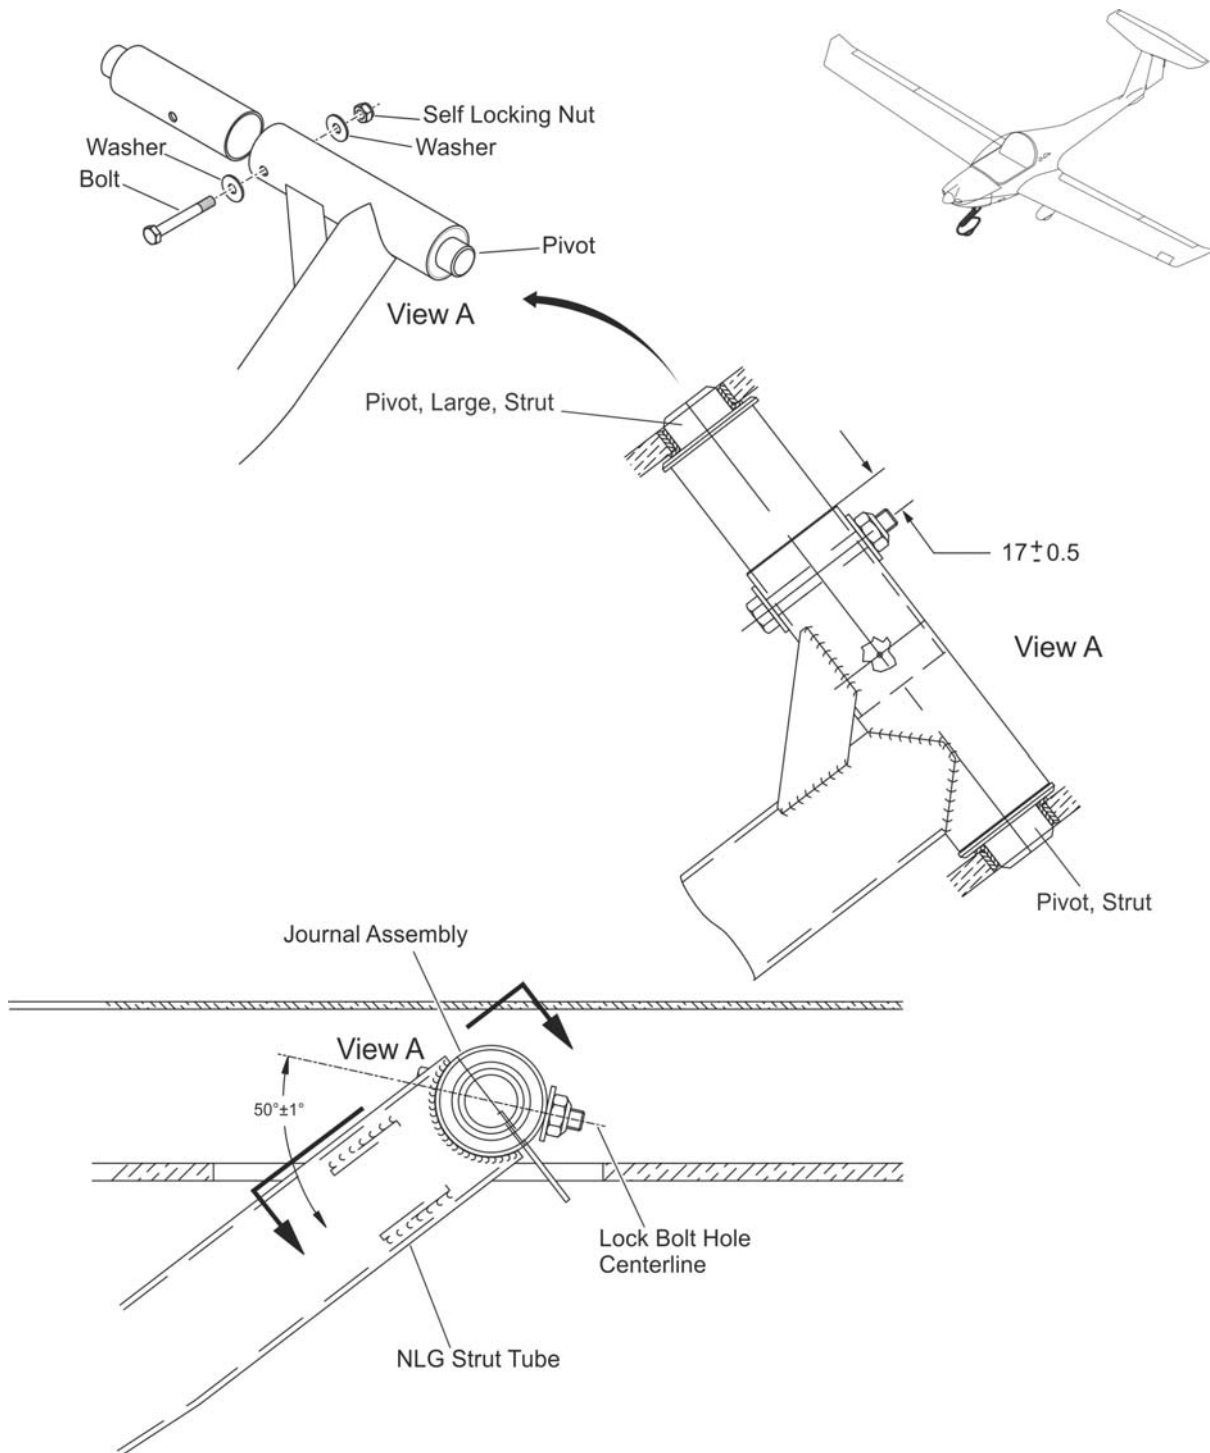 Self Locking Nut
Washer
Washer
Bolt
Pivot
View A
Pivot, Large, Strut
17±0.5
View A
Pivot, Strut
Journal Assembly
View A
50°±1°
Lock Bolt Hole
Centerline
NLG Strut Tube